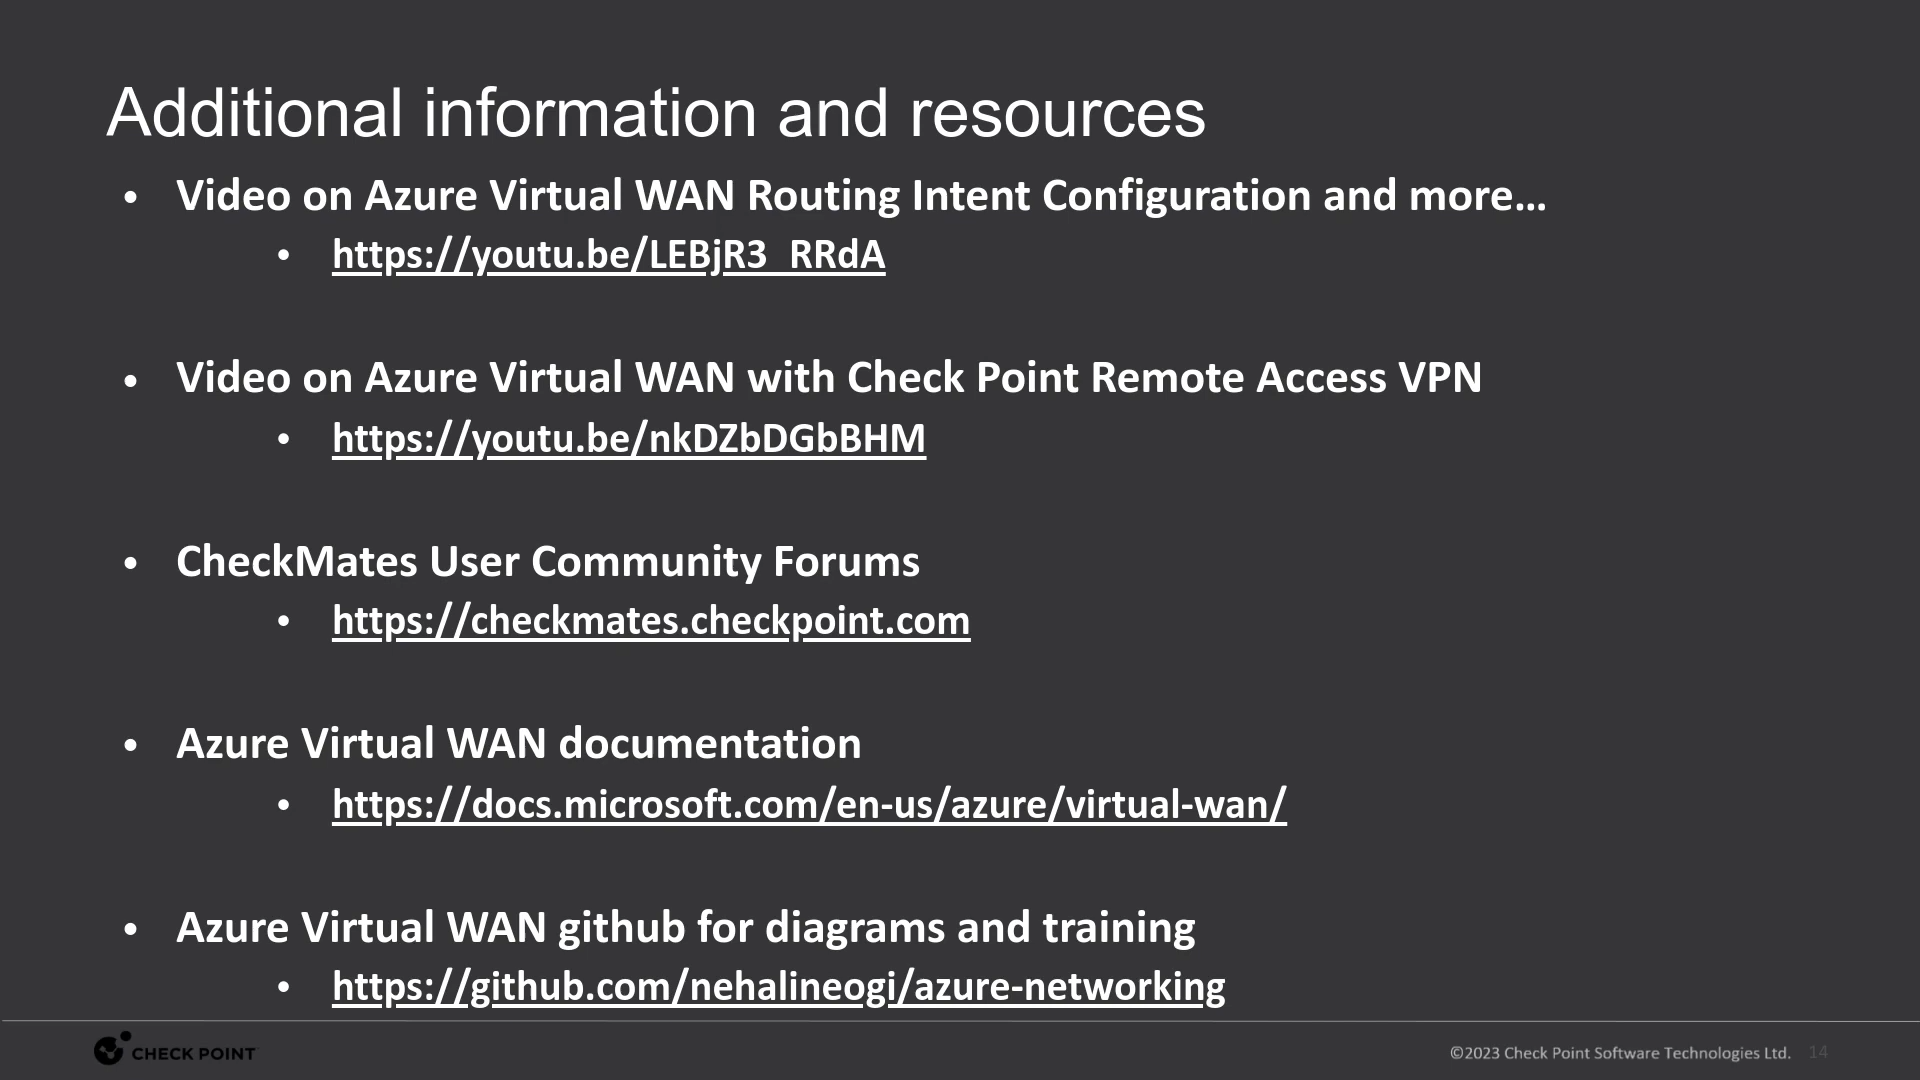 Additional information and resources
• Video on Azure Virtual WAN Routing Intent Configuration and more…
• https://youtu.be/LEBjR3_RRdA
• Video on Azure Virtual WAN with Check Point Remote Access VPN
• https://youtu.be/nkDZbDGbBHM
• CheckMates User Community Forums
• https://checkmates.checkpoint.com
• Azure Virtual WAN documentation
• https://docs.microsoft.com/en-us/azure/virtual-wan/
• Azure Virtual WAN github for diagrams and training
• https://github.com/nehalineogi/azure-networking
CHECK POINT
©2023 Check Point Software Technologies Ltd. 14